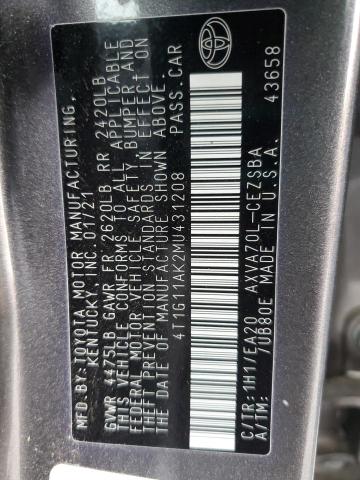 MFD. BY: TOYOTA MOTOR MANUFACTURING,
KENTUCKY, INC. 01/21
GVWR 4475LB GAWR FR 2620LB RR 2420LB
THIS VEHICLE CONFORMS TO ALL APPLICABLE
FEDERAL MOTOR VEHICLE SAFETY, BUMPER, AND
THEFT PREVENTION STANDARDS IN EFFECT ON
THE DATE OF MANUFACTURE SHOWN ABOVE.
4T1G11AK2MU431208 PASS. CAR
C/TR: 1H1/EA20 AXVA70L-CEZSBA
A/TM: /UB80E MADE IN U.S.A.
43658
TOYOTA